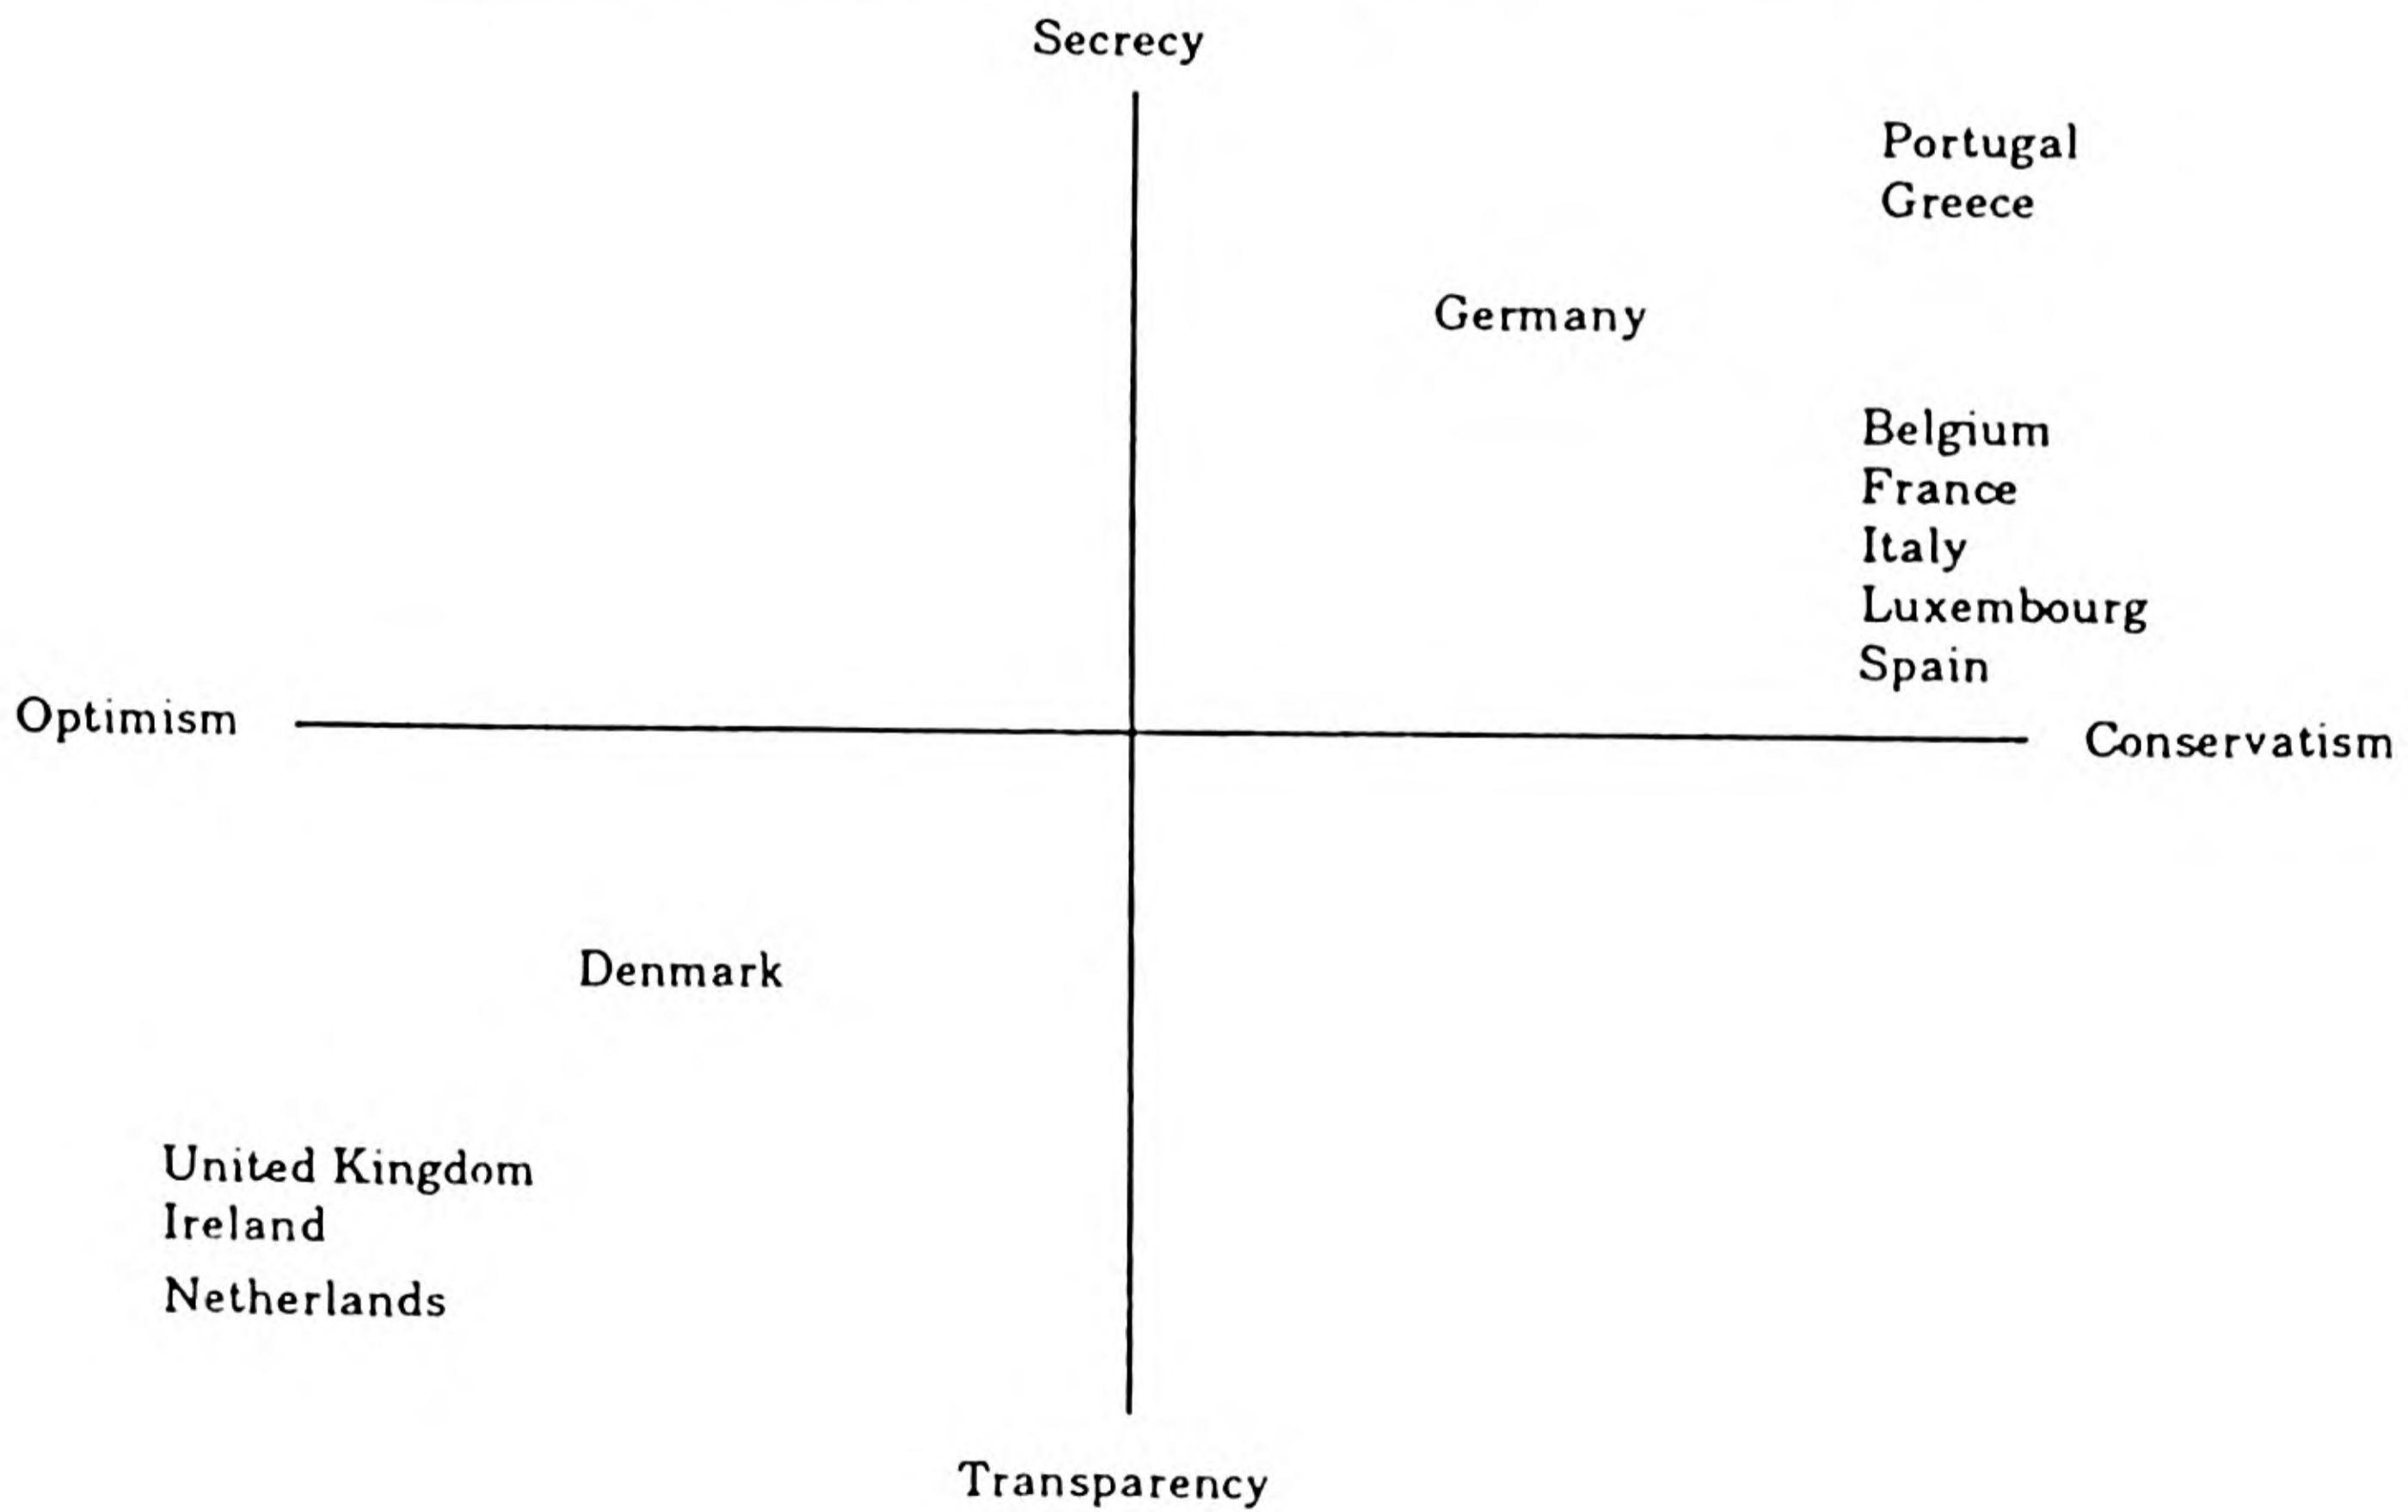 Secrecy
Portugal
Greece
Germany
Belgium
France
Italy
Luxembourg
Spain
Optimism
Conservatism
Denmark
United Kingdom
Ireland
Netherlands
Transparency